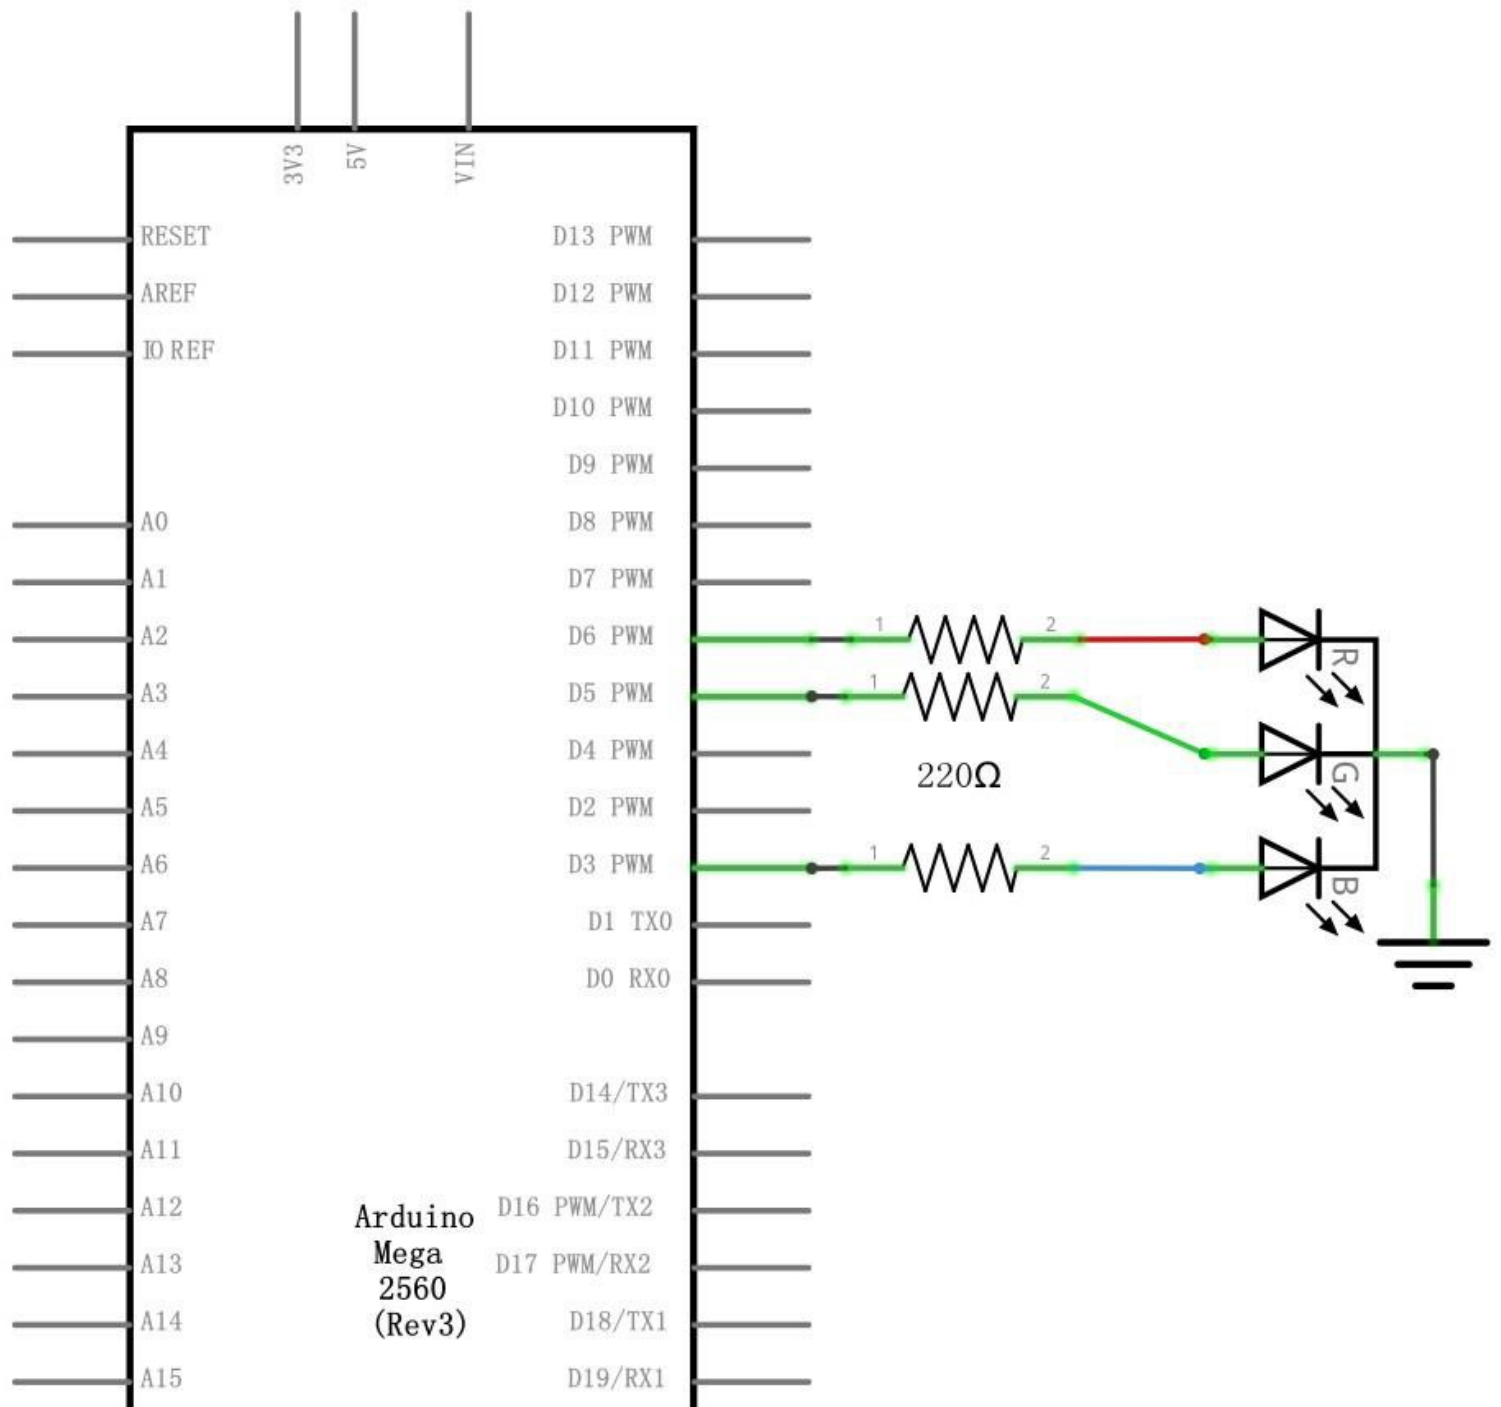 3V3 5V VIN
RESET D13 PWM
AREF D12 PWM
IO REF D11 PWM
D10 PWM
D9 PWM
A0 D8 PWM
A1 D7 PWM
A2 D6 PWM 1 2 R
A3 D5 PWM 1 2
A4 D4 PWM G
220Ω
A5 D2 PWM
A6 D3 PWM 1 2 B
A7 D1 TX0
A8 D0 RX0
A9
A10 D14/TX3
A11 D15/RX3
A12 D16 PWM/TX2
A13 D17 PWM/RX2
A14 D18/TX1
A15 D19/RX1
Arduino
Mega
2560
(Rev3)